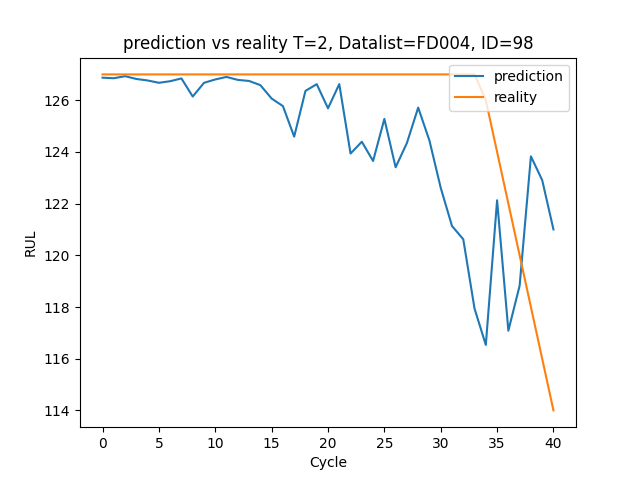 prediction vs reality T=2, Datalist=FD004, ID=98
prediction
reality
126
124
122
120
118
116
114
RUL
0 5 10 15 20 25 30 35 40
Cycle